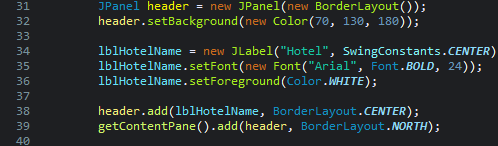 31 JPanel header = new JPanel(new BorderLayout());
32 header.setBackground(new Color(70, 130, 180));
33
34 lblHotelName = new JLabel("Hotel", SwingConstants.CENTER)
35 lblHotelName.setFont(new Font("Arial", Font.BOLD, 24));
36 lblHotelName.setForeground(Color.WHITE);
37
38 header.add(lblHotelName, BorderLayout.CENTER);
39 getContentPane().add(header, BorderLayout.NORTH);
40